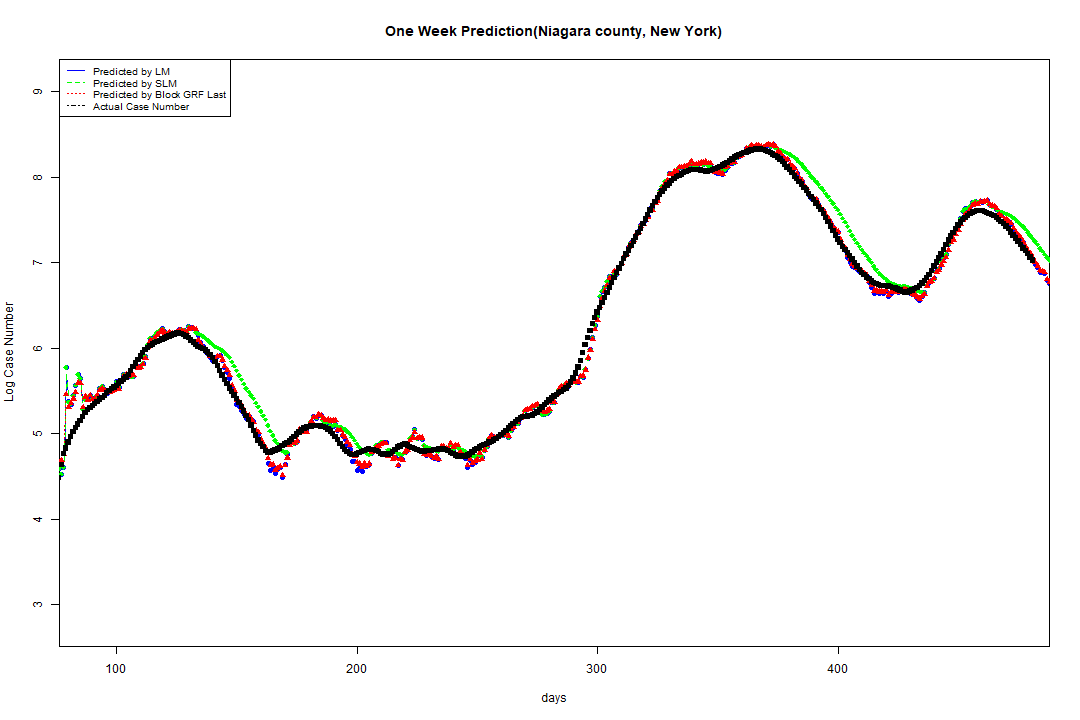 One Week Prediction(Niagara county, New York)
Predicted by LM
Predicted by SLM
Predicted by Block GRF Last
Actual Case Number
9
8
7
6
5
4
3
Log Case Number
100 200 300 400
days